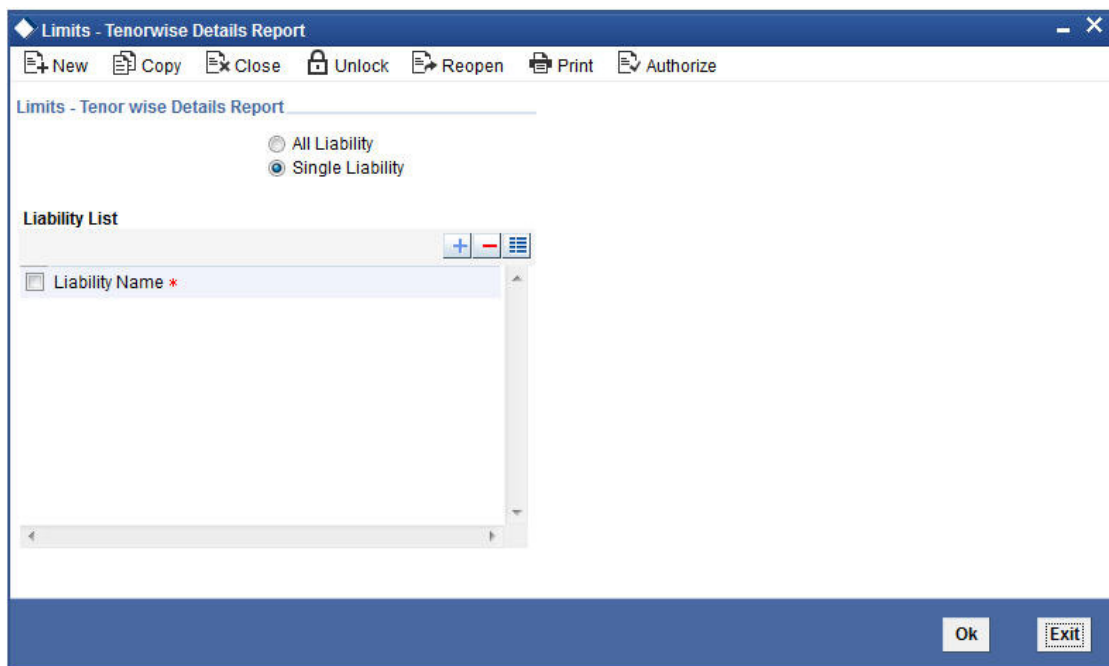 Limits - Tenorwise Details Report
New Copy Close Unlock Reopen Print Authorize
Limits - Tenor wise Details Report
All Liability
Single Liability
Liability List
Liability Name *
Ok Exit